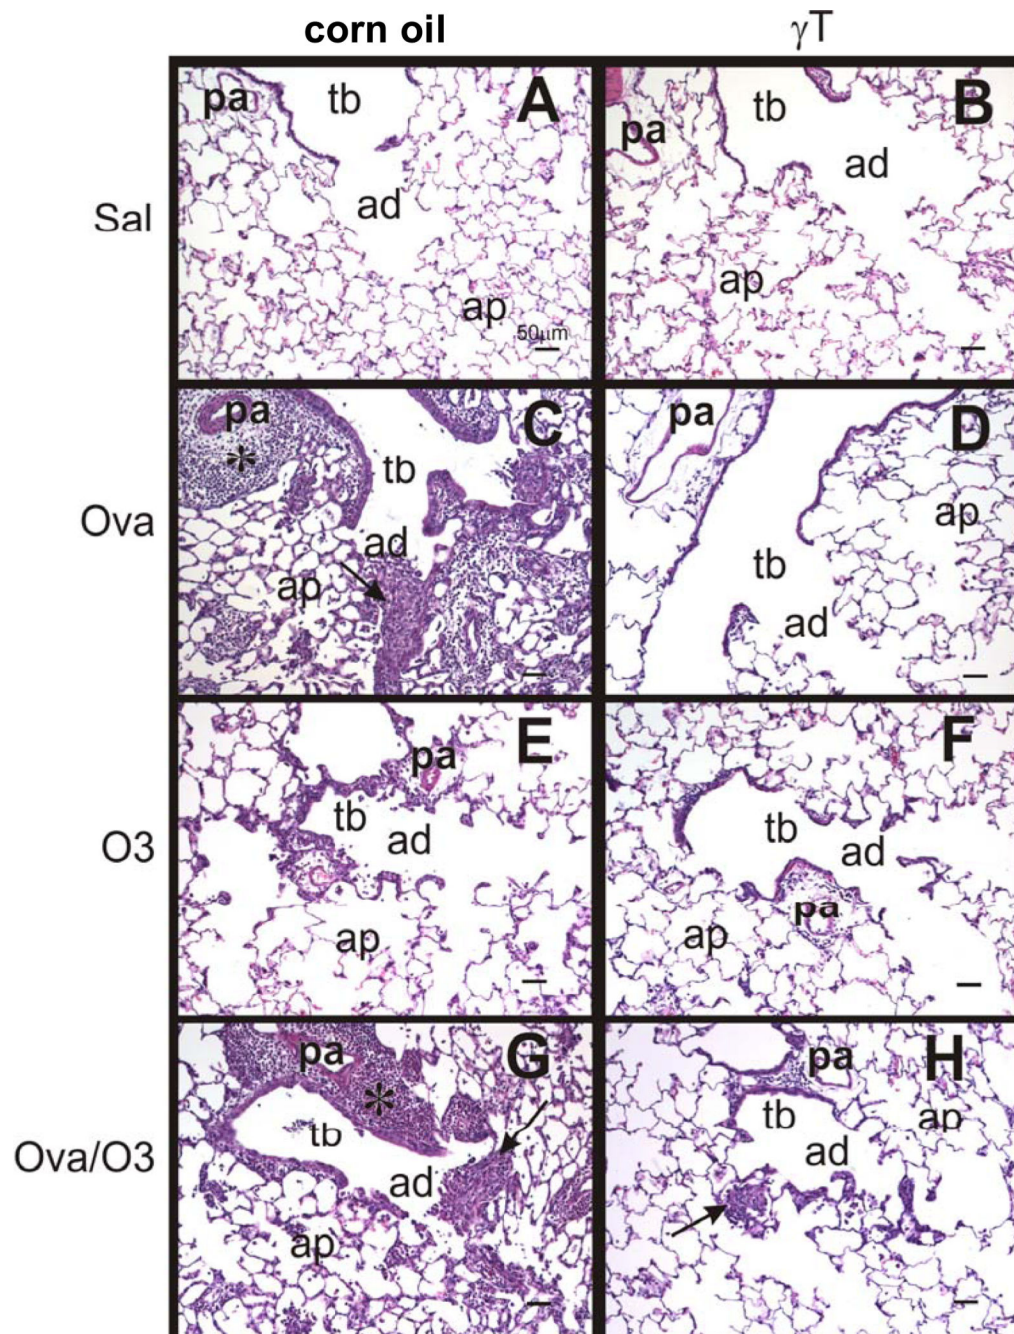 corn oil γT
Sal
pa tb A
ad
ap
50µm
tb B
pa
ad
ap
Ova
pa C
*
tb
ad
ap
pa D
ap
tb
ad
O3
E
pa
tb
ad
ap
F
tb
ad
pa
ap
Ova/O3
pa G
*
tb
ad
ap
pa H
tb ap
ad